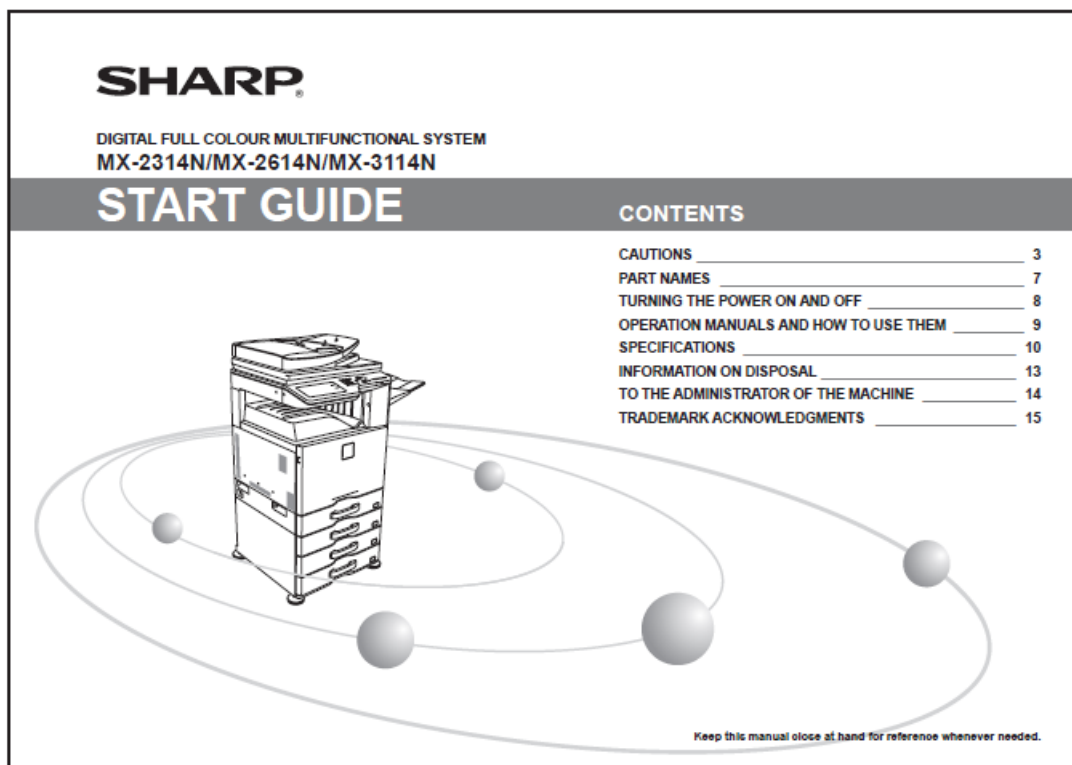 SHARP®
DIGITAL FULL COLOUR MULTIFUNCTIONAL SYSTEM
MX-2314N/MX-2614N/MX-3114N
START GUIDE
CONTENTS
CAUTIONS 3
PART NAMES 7
TURNING THE POWER ON AND OFF 8
OPERATION MANUALS AND HOW TO USE THEM 9
SPECIFICATIONS 10
INFORMATION ON DISPOSAL 13
TO THE ADMINISTRATOR OF THE MACHINE 14
TRADEMARK ACKNOWLEDGMENTS 15
Keep this manual close at hand for reference whenever needed.